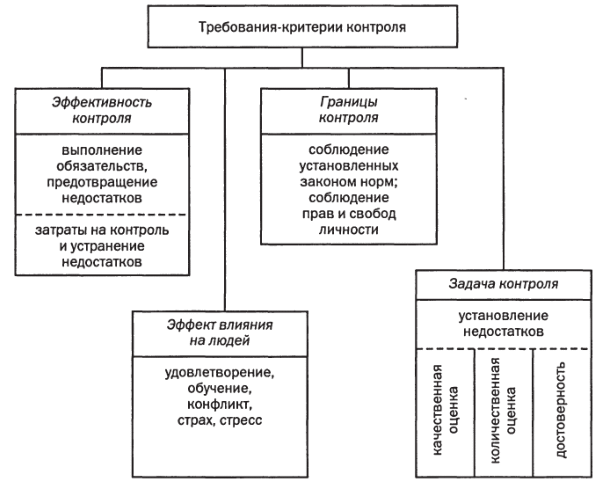 Требования-критерии контроля
Эффективность
контроля
выполнение
обязательств,
предотвращение
недостатков
затраты на контроль
и устранение
недостатков
Границы
контроля
соблюдение
установленных
законом норм;
соблюдение
прав и свобод
личности
Эффект влияния
на людей
удовлетворение,
обучение,
конфликт,
страх, стресс
Задача контроля
установление
недостатков
качественная
оценка
количественная
оценка
достоверность